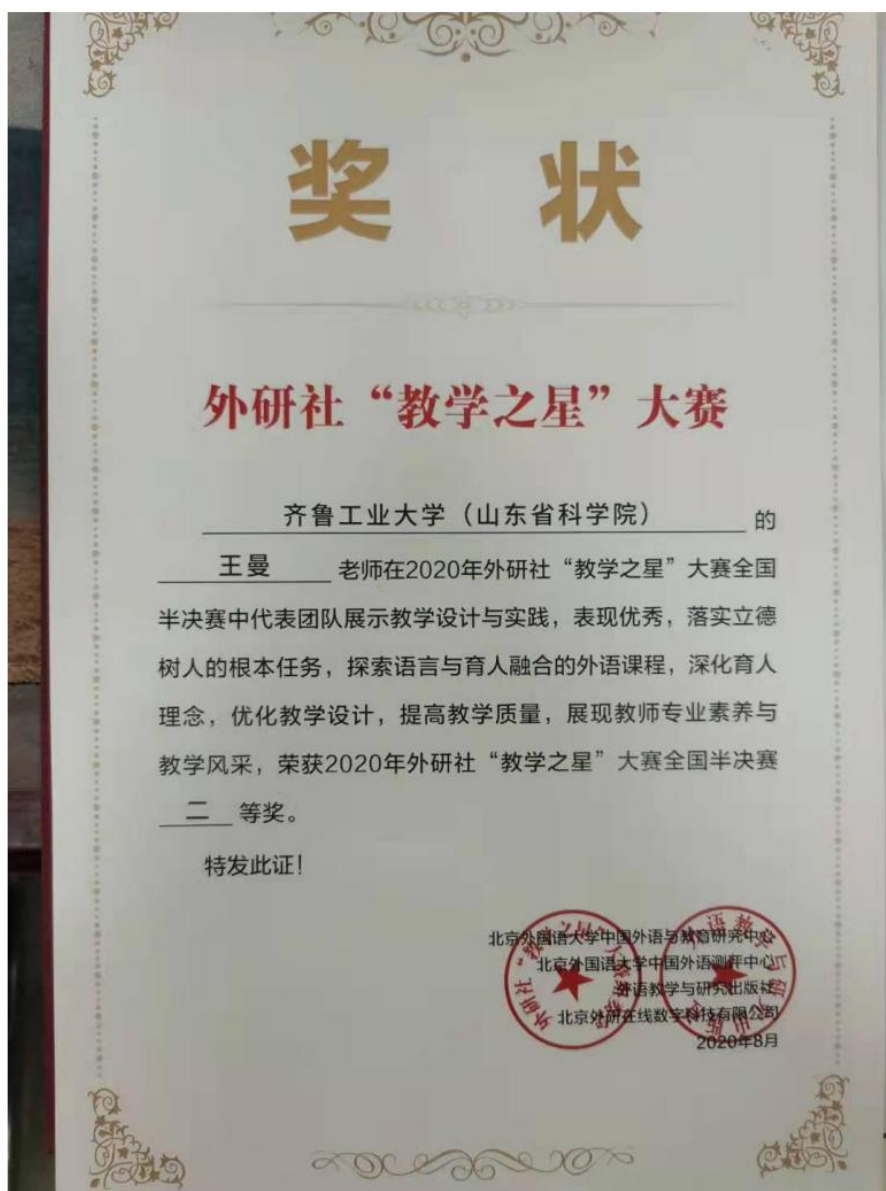 奖 状
外研社“教学之星”大赛
齐鲁工业大学（山东省科学院） 的
王曼 老师在2020年外研社“教学之星”大赛全国
半决赛中代表团队展示教学设计与实践，表现优秀，落实立德
树人的根本任务，探索语言与育人融合的外语课程，深化育人
理念，优化教学设计，提高教学质量，展现教师专业素养与
教学风采，荣获2020年外研社“教学之星”大赛全国半决赛
二 等奖。
特发此证！
北京外国语大学中国外语与教育研究中心
北京外国语大学中国外语测评中心
外语教学与研究出版社
北京外研在线数字科技有限公司
2020年8月
外语教学与研究出版社